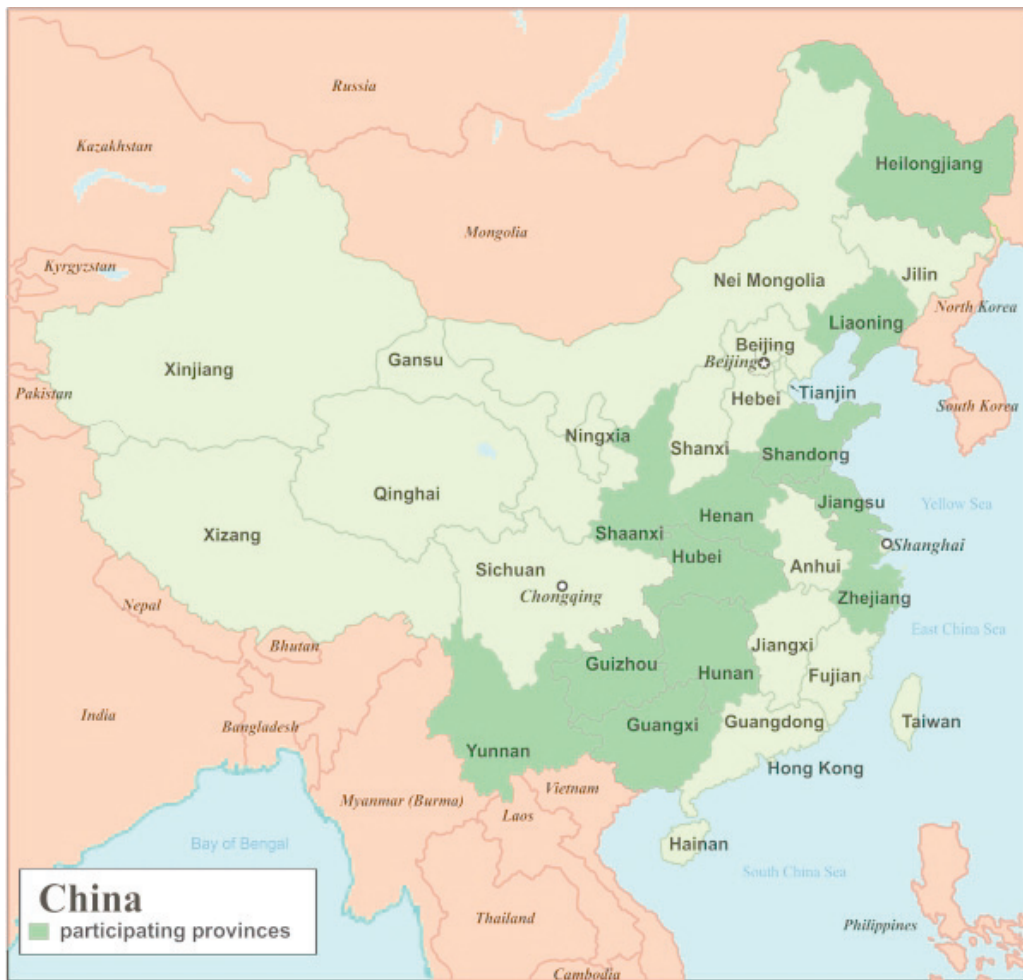 Russia
Kazakhstan
Heilongjiang
Mongolia
Kyrgyzstan
Jilin
Nei Mongolia
North Korea
Liaoning
Beijing
Beijing
Gansu
Xinjiang
Pakistan
Tianjin
Hebei
South Korea
Ningxia
Shanxi
Shandong
Qinghai
Jiangsu
Yellow Sea
Henan
Xizang
Shaanxi
Shanghai
Hubei
Anhui
Sichuan
Chongqing
Zhejiang
Nepal
East China Sea
Bhutan
Jiangxi
Guizhou
Hunan
Fujian
India
Bangladesh
Guangxi
Guangdong
Taiwan
Yunnan
Hong Kong
Vietnam
Myanmar (Burma)
Laos
Bay of Bengal
Hainan
South China Sea
China
participating provinces
Thailand
Philippines
Cambodia